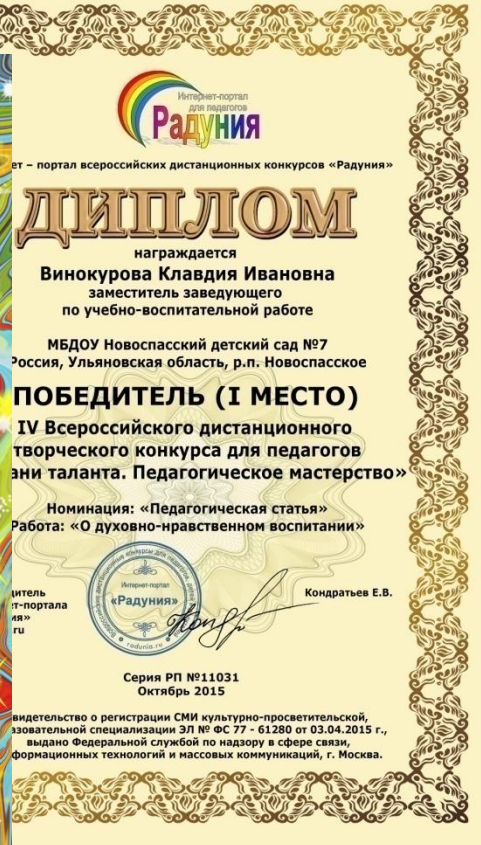 Интернет-портал
для педагогов
Радуния
ет – портал всероссийских дистанционных конкурсов «Радуния»
ДИПЛОМ
награждается
Винокурова Клавдия Ивановна
заместитель заведующего
по учебно-воспитательной работе
МБДОУ Новоспасский детский сад №7
Россия, Ульяновская область, р.п. Новоспасское
ПОБЕДИТЕЛЬ (I МЕСТО)
IV Всероссийского дистанционного
творческого конкурса для педагогов
ани таланта. Педагогическое мастерство»
Номинация: «Педагогическая статья»
Работа: «О духовно-нравственном воспитании»
Интернет-портал
«Радуния»
radunia.ru
дитель
ет-портала
ия»
.ru
Кондратьев Е.В.
Серия РП №11031
Октябрь 2015
видетельство о регистрации СМИ культурно-просветительской,
азовательной специализации ЭЛ № ФС 77 - 61280 от 03.04.2015 г.,
выдано Федеральной службой по надзору в сфере связи,
формационных технологий и массовых коммуникаций, г. Москва.